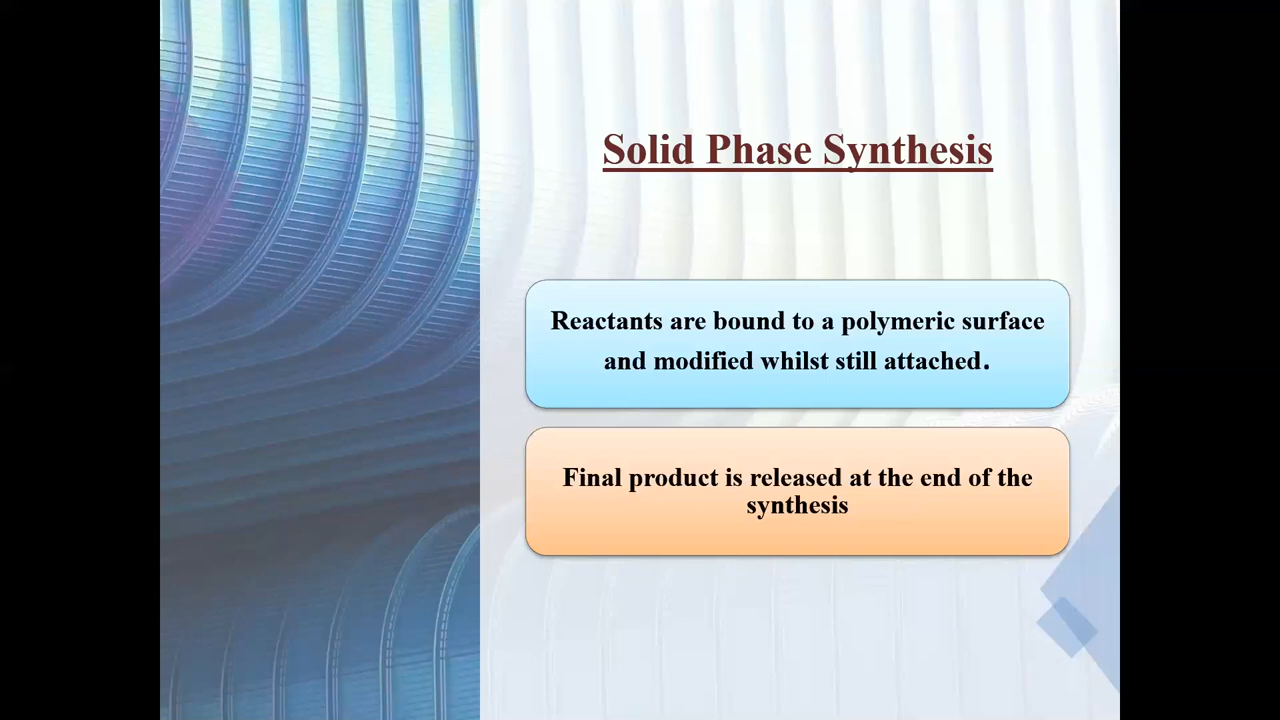 Solid Phase Synthesis
Reactants are bound to a polymeric surface
and modified whilst still attached.
Final product is released at the end of the
synthesis